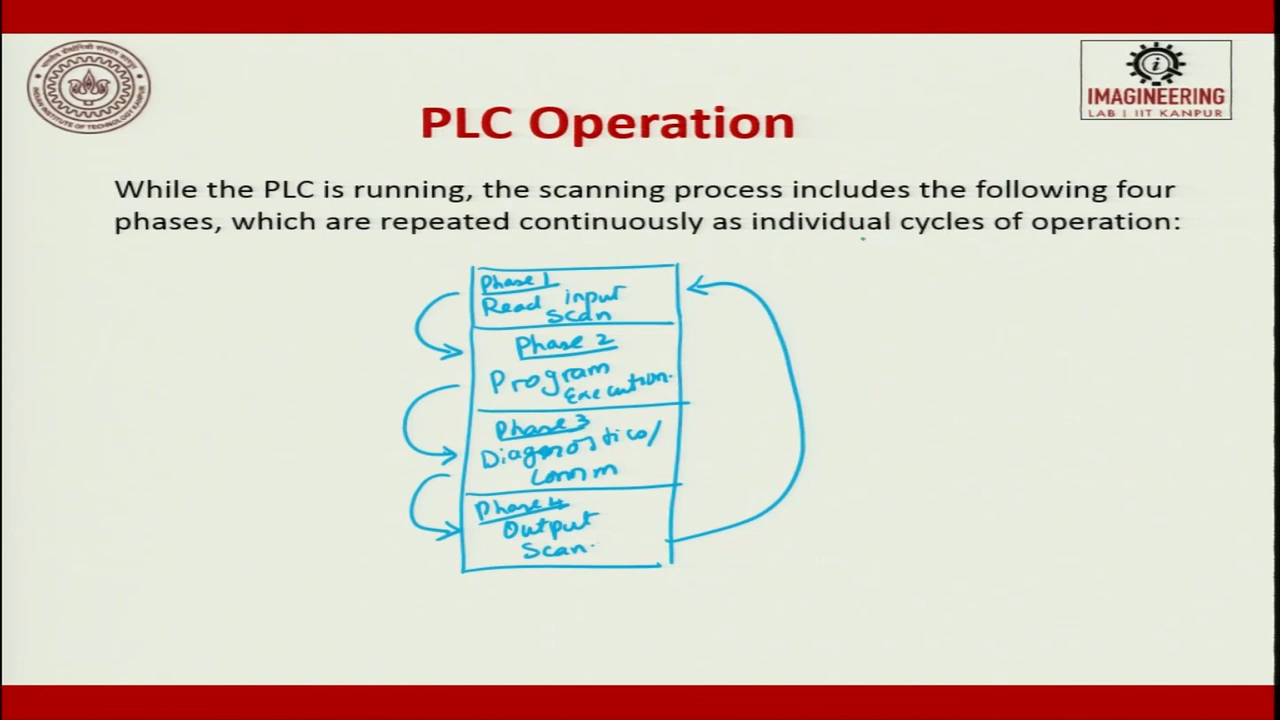 IMAGINEERING
LAB | IIT KANPUR
PLC Operation
While the PLC is running, the scanning process includes the following four
phases, which are repeated continuously as individual cycles of operation:
Phase 1
Read input
scan
Phase 2
Program
Execution.
Phase 3
Diagnostics/
Comm
Phase 4
Output
Scan.